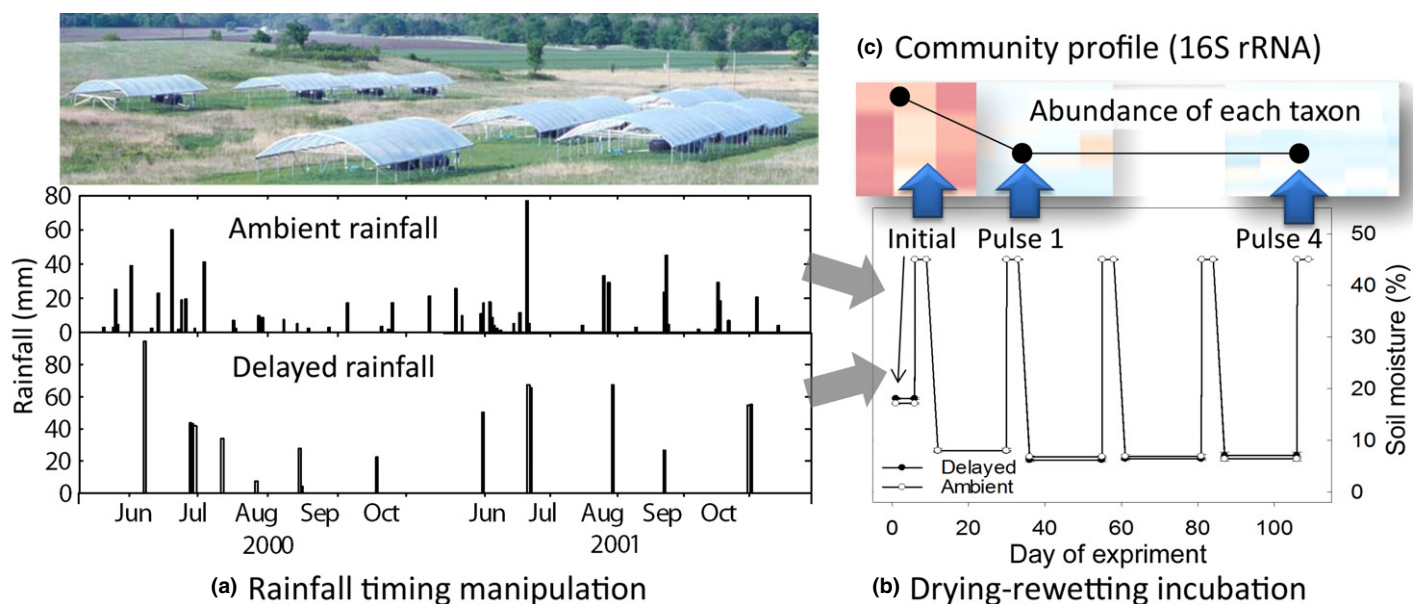 80
60
40
20
0
Ambient rainfall
80
60
40
20
0
Delayed rainfall
Rainfall (mm)
Jun Jul Aug Sep Oct Jun Jul Aug Sep Oct
2000 2001
(a) Rainfall timing manipulation
(c) Community profile (16S rRNA)
Abundance of each taxon
Initial Pulse 1 Pulse 4
50
40
30
20
10
0
Soil moisture (%)
Delayed
Ambient
0 20 40 60 80 100
Day of expriment
(b) Drying-rewetting incubation